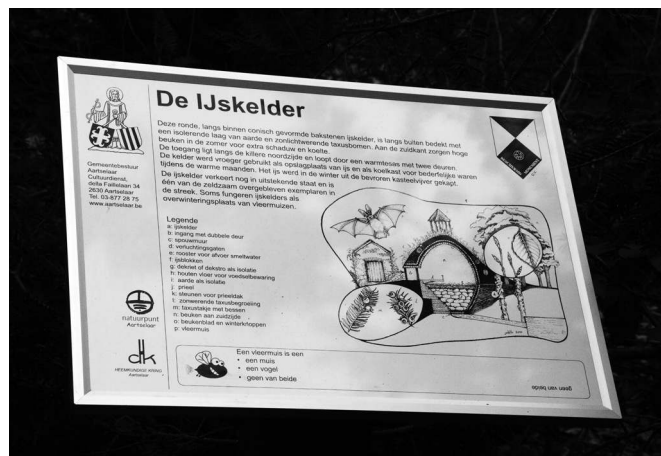 De IJskelder
Deze ronde, langs binnen conisch gevormde bakstenen ijskelder, is langs buiten bedekt met
een isolerende laag van aarde en zonlichtwerende taxusbomen. Aan de zuidkant zorgen hoge
beuken in de zomer voor extra schaduw en koelte.
De toegang ligt langs de killere noordzijde en loopt door een warmtesis met twee deuren.
De kelder werd vroeger gebruikt als opslagplaats van ijs en als koelkast voor bederfelijke waren
tijdens de warme maanden. Het ijs werd in de winter uit de bevroren kasteelvijver gekapt.
De ijskelder verkeert nog in uitstekende staat en is
één van de zeldzaam overgebleven exemplaren in
de streek. Soms fungeren ijskelders als
overwinteringsplaats van vleermuizen.
Gemeentebestuur
Aartselaar
Cultuurdienst,
della Faillelaan 34
2630 Aartselaar
Tel. 03-877 28 75
www.aartselaar.be
Legende
a: ijskelder
b: ingang met dubbele deur
c: spouwmuur
d: verluchtingsgaten
e: rooster voor afvoer smeltwater
f: ijsblokken
g: dekriet of dekstro als isolatie
h: houten vloer voor voedselbewaring
i: aarde als isolatie
j: prieel
k: steunen voor prieeldak
l: zonwerende taxusbegroeiing
m: taxustakje met bessen
n: beuken aan zuidzijde
o: beukenblad en winterknoppen
p: vleermuis
natuurpunt
Aartselaar
hk
HEEMKUNDIGE KRING
Aartselaar
Een vleermuis is een
• een muis
• een vogel
• geen van beide
geen van beide